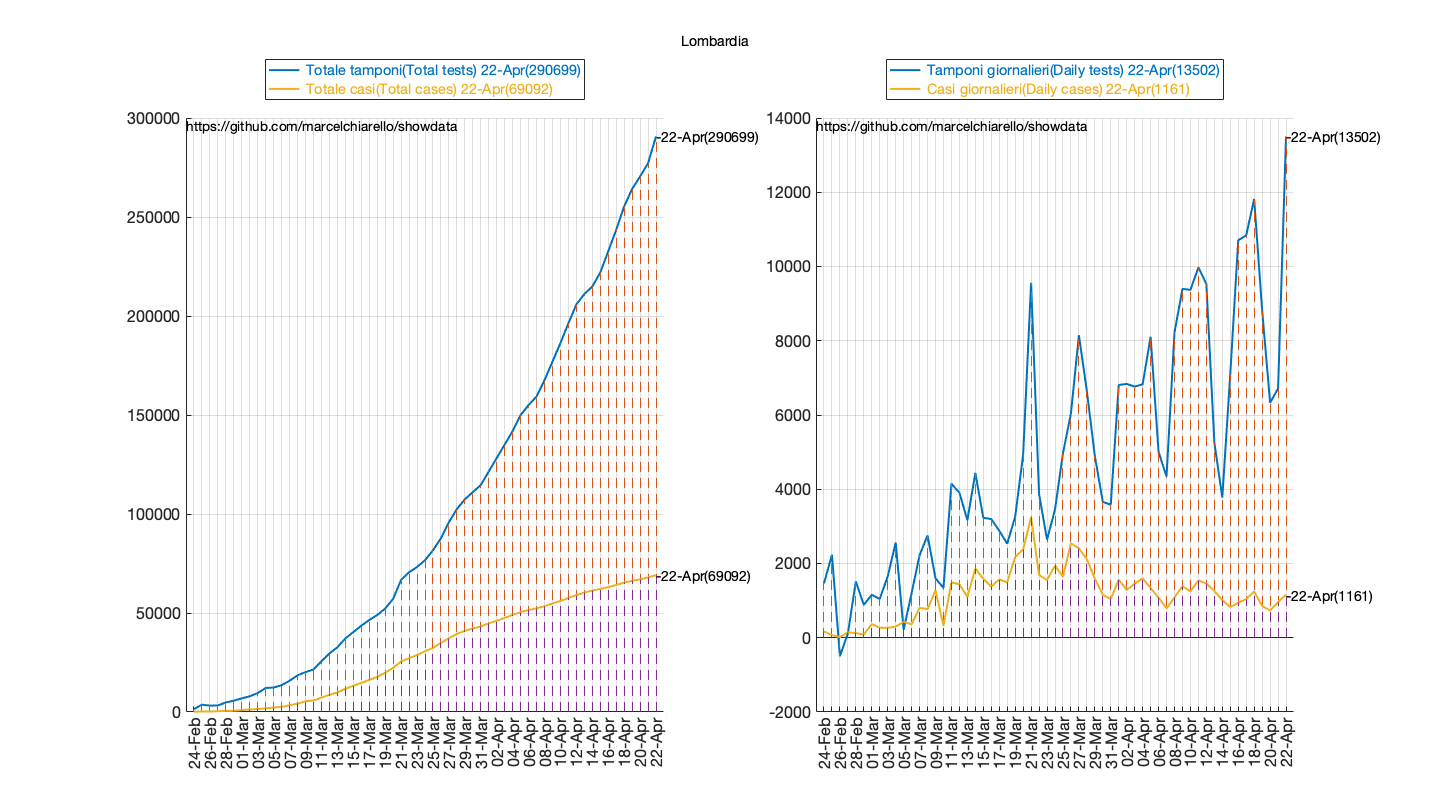 Lombardia
Totale tamponi(Total tests) 22-Apr(290699)
Totale casi(Total cases) 22-Apr(69092)
https://github.com/marcelchiarello/showdata
22-Apr(290699)
22-Apr(69092)
300000
250000
200000
150000
100000
50000
0
24-Feb
26-Feb
28-Feb
01-Mar
03-Mar
05-Mar
07-Mar
09-Mar
11-Mar
13-Mar
15-Mar
17-Mar
19-Mar
21-Mar
23-Mar
25-Mar
27-Mar
29-Mar
31-Mar
02-Apr
04-Apr
06-Apr
08-Apr
10-Apr
12-Apr
14-Apr
16-Apr
18-Apr
20-Apr
22-Apr
Tamponi giornalieri(Daily tests) 22-Apr(13502)
Casi giornalieri(Daily cases) 22-Apr(1161)
https://github.com/marcelchiarello/showdata
22-Apr(13502)
22-Apr(1161)
14000
12000
10000
8000
6000
4000
2000
0
-2000
24-Feb
26-Feb
28-Feb
01-Mar
03-Mar
05-Mar
07-Mar
09-Mar
11-Mar
13-Mar
15-Mar
17-Mar
19-Mar
21-Mar
23-Mar
25-Mar
27-Mar
29-Mar
31-Mar
02-Apr
04-Apr
06-Apr
08-Apr
10-Apr
12-Apr
14-Apr
16-Apr
18-Apr
20-Apr
22-Apr